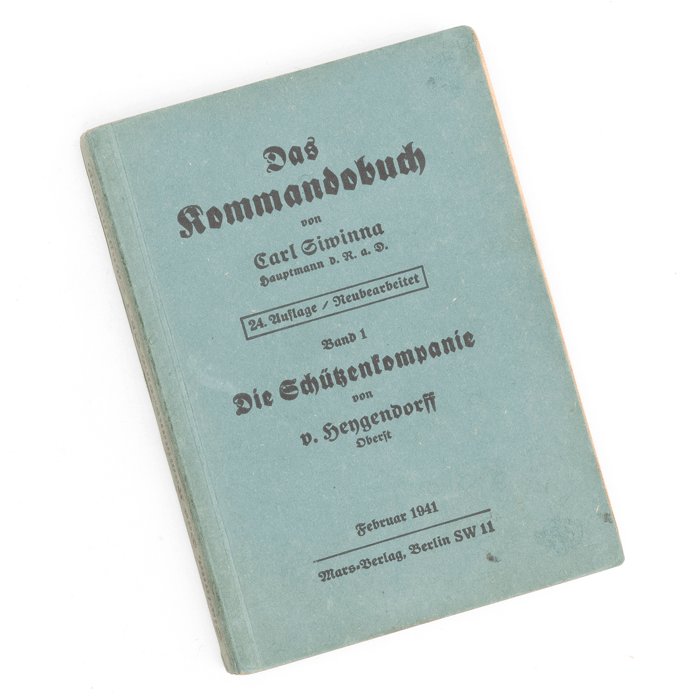 Das
Kommandobuch
von
Carl Siwinna
Hauptmann d. R. a. D.
24. Auflage / Neubearbeitet
Band 1
Die Schützenkompanie
von
v. Heygendorff
Oberst
Februar 1941
Mars-Verlag, Berlin SW 11